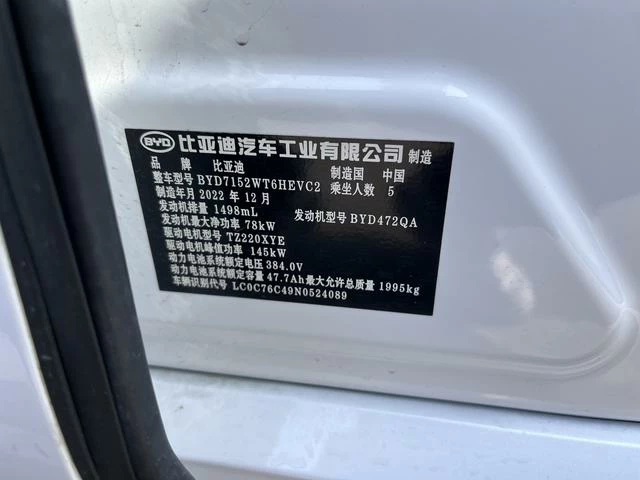 BYD 比亚迪汽车工业有限公司 制造
品 牌 比亚迪 制造国 中国
整车型号 BYD7152WT6HEVC2 乘坐人数 5
制造年月 2022 年 12 月
发动机排量 1498mL 发动机型号 BYD472QA
发动机最大净功率 78kW
驱动电机型号 TZ220XYE
驱动电机峰值功率 145kW
动力电池系统额定电压 384.0V
动力电池系统额定容量 47.7Ah 最大允许总质量 1995kg
车辆识别代号 LC0C76C49N0524089